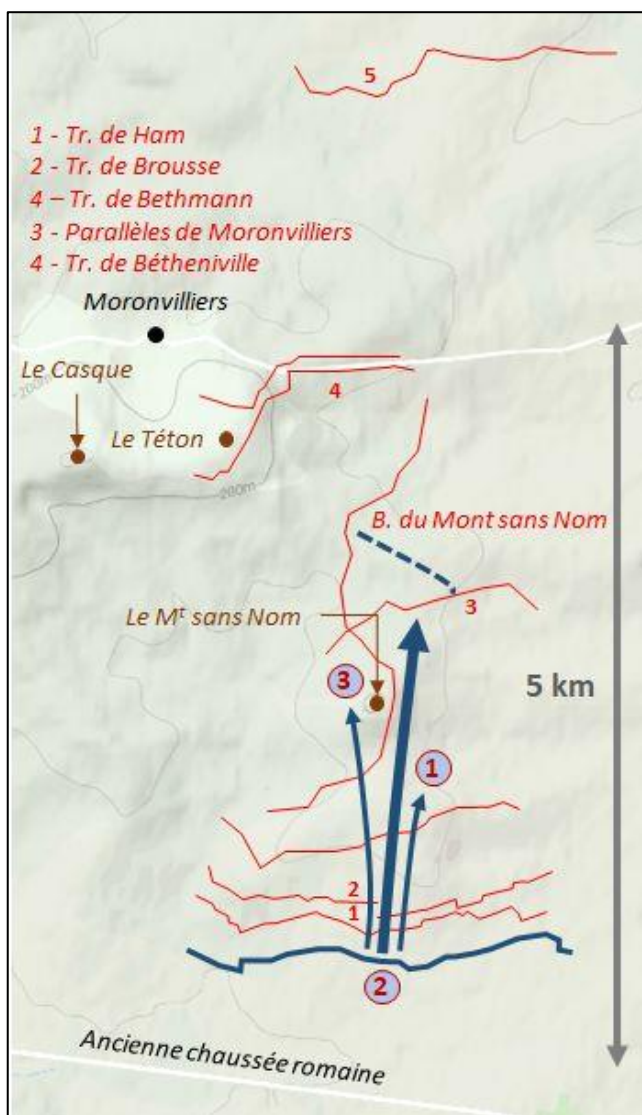 5
1 - Tr. de Ham
2 - Tr. de Brousse
4 – Tr. de Bethmann
3 - Parallèles de Moronvilliers
4 - Tr. de Bétheniville
Moronvilliers
200m
Le Casque
4
Le Téton
200m
B. du Mont sans Nom
3
Le Mᵗ sans Nom
3
5 km
1
2
1
2
Ancienne chaussée romaine